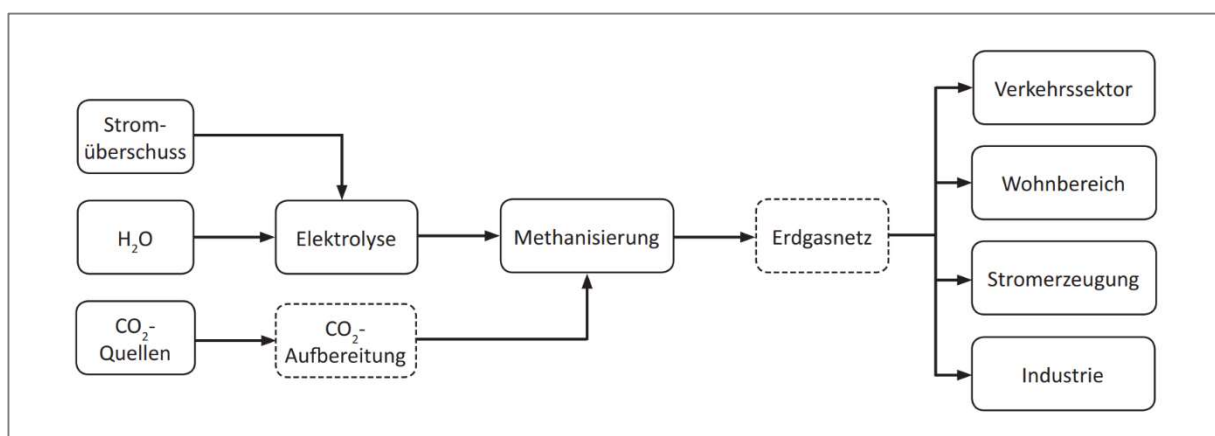 Strom-
überschuss
H₂O
CO₂-
Quellen
Elektrolyse
CO₂-
Aufbereitung
Methanisierung
Erdgasnetz
Verkehrssektor
Wohnbereich
Stromerzeugung
Industrie